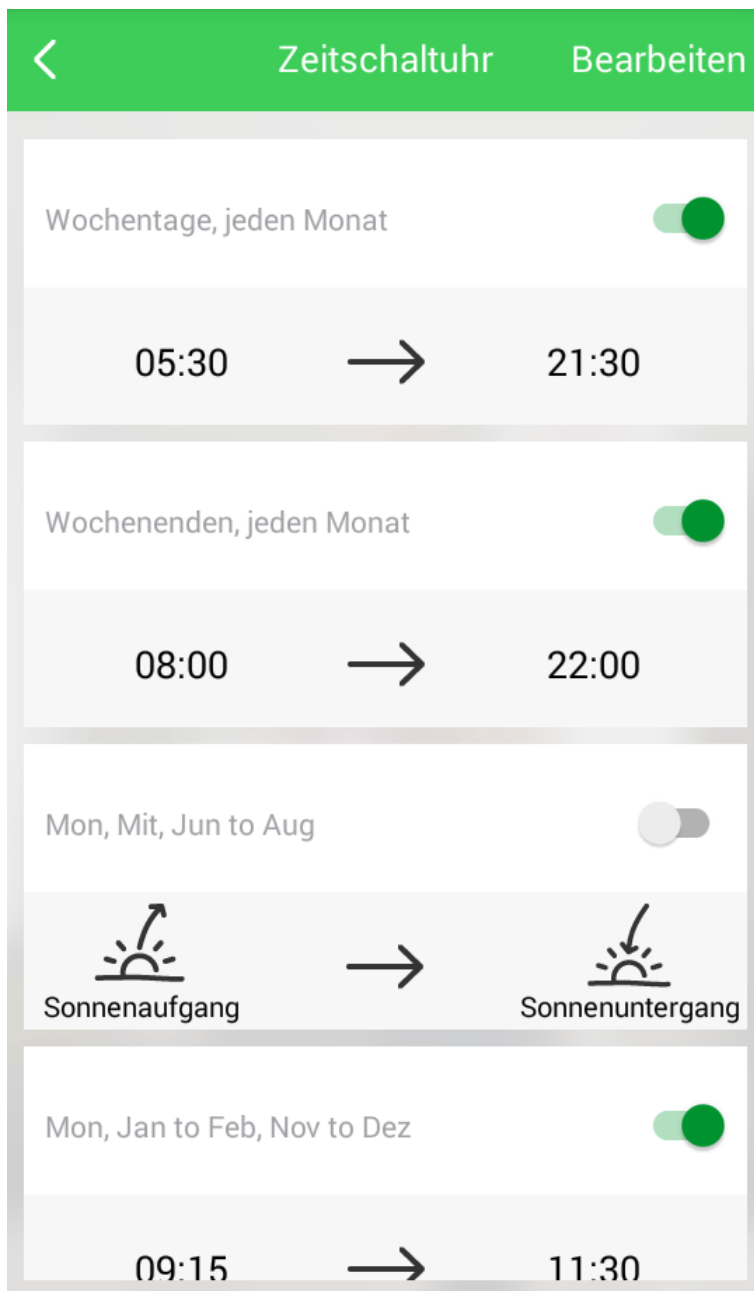 Zeitschaltuhr Bearbeiten
Wochentage, jeden Monat
05:30 21:30
Wochenenden, jeden Monat
08:00 22:00
Mon, Mit, Jun to Aug
Sonnenaufgang Sonnenuntergang
Mon, Jan to Feb, Nov to Dez
09:15 11:30